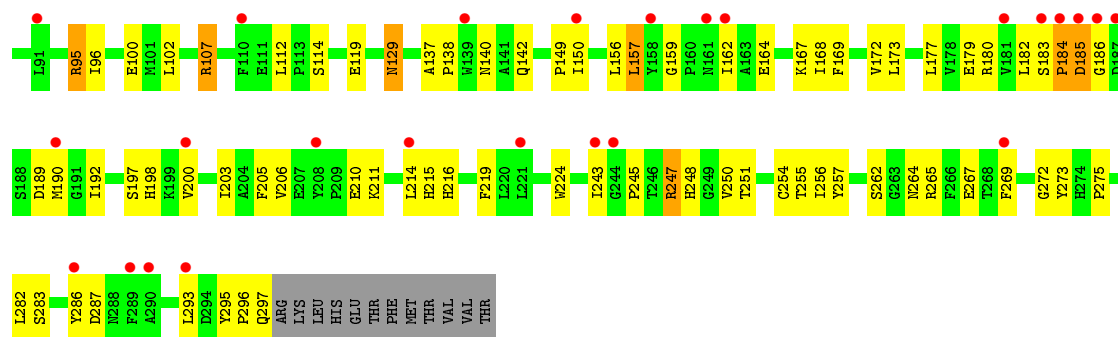 L91 R95 I96 E100 M101 L102 R107 F110 E111 L112 P113 S114 E119 N129 A137 P138 W139 N140 A141 Q142 P149 I150 L156 L157 Y158 G159 P160 N161 I162 A163 E164 K167 I168 F169 V172 L173 L177 V178 E179 R180 V181 L182 S183 P184 D185 G186 D187
S188 D189 M190 G191 I192 S197 H198 K199 V200 I203 A204 F205 V206 E207 Y208 P209 E210 K211 L214 H215 H216 F219 L220 L221 W224 I243 G244 P245 T246 R247 H248 G249 V250 T251 C254 T255 I256 Y257 S262 G263 N264 R265 F266 E267 T268 F269 G272 Y273 H274 P275
L282 S283 Y286 D287 N288 F289 A290 L293 D294 Y295 P296 Q297 ARG LYS LEU HIS GLU THR PHE MET THR VAL VAL THR